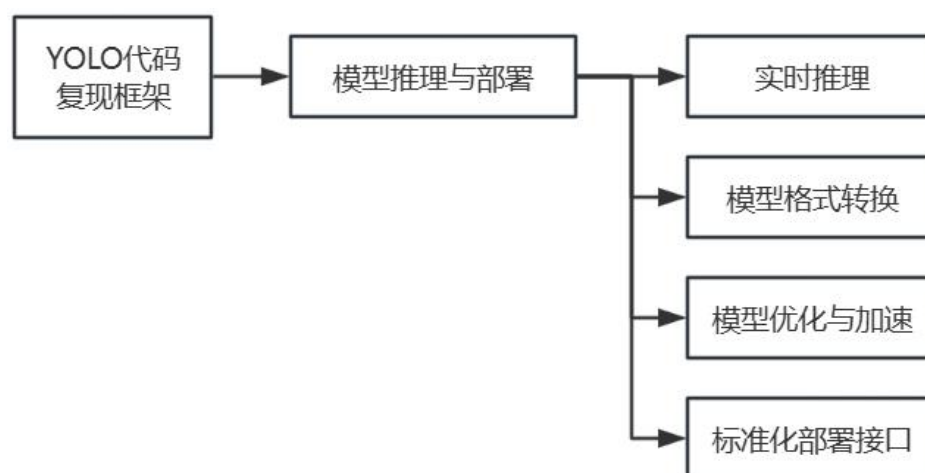 YOLO代码
复现框架
模型推理与部署
实时推理
模型格式转换
模型优化与加速
标准化部署接口